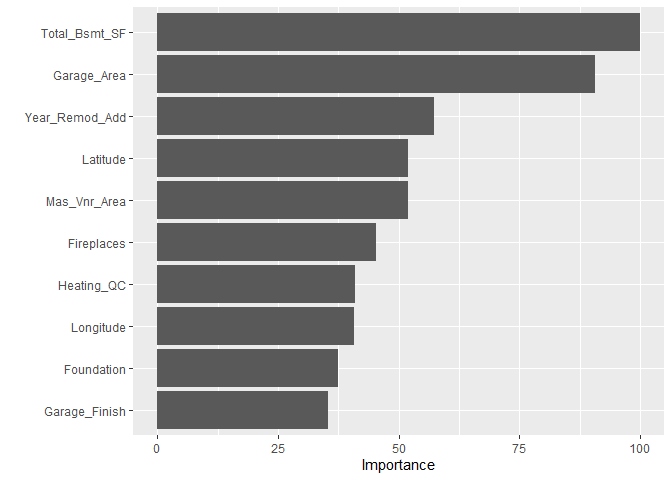 Total_Bsmt_SF
Garage_Area
Year_Remod_Add
Latitude
Mas_Vnr_Area
Fireplaces
Heating_QC
Longitude
Foundation
Garage_Finish
0 25 50 75 100
Importance